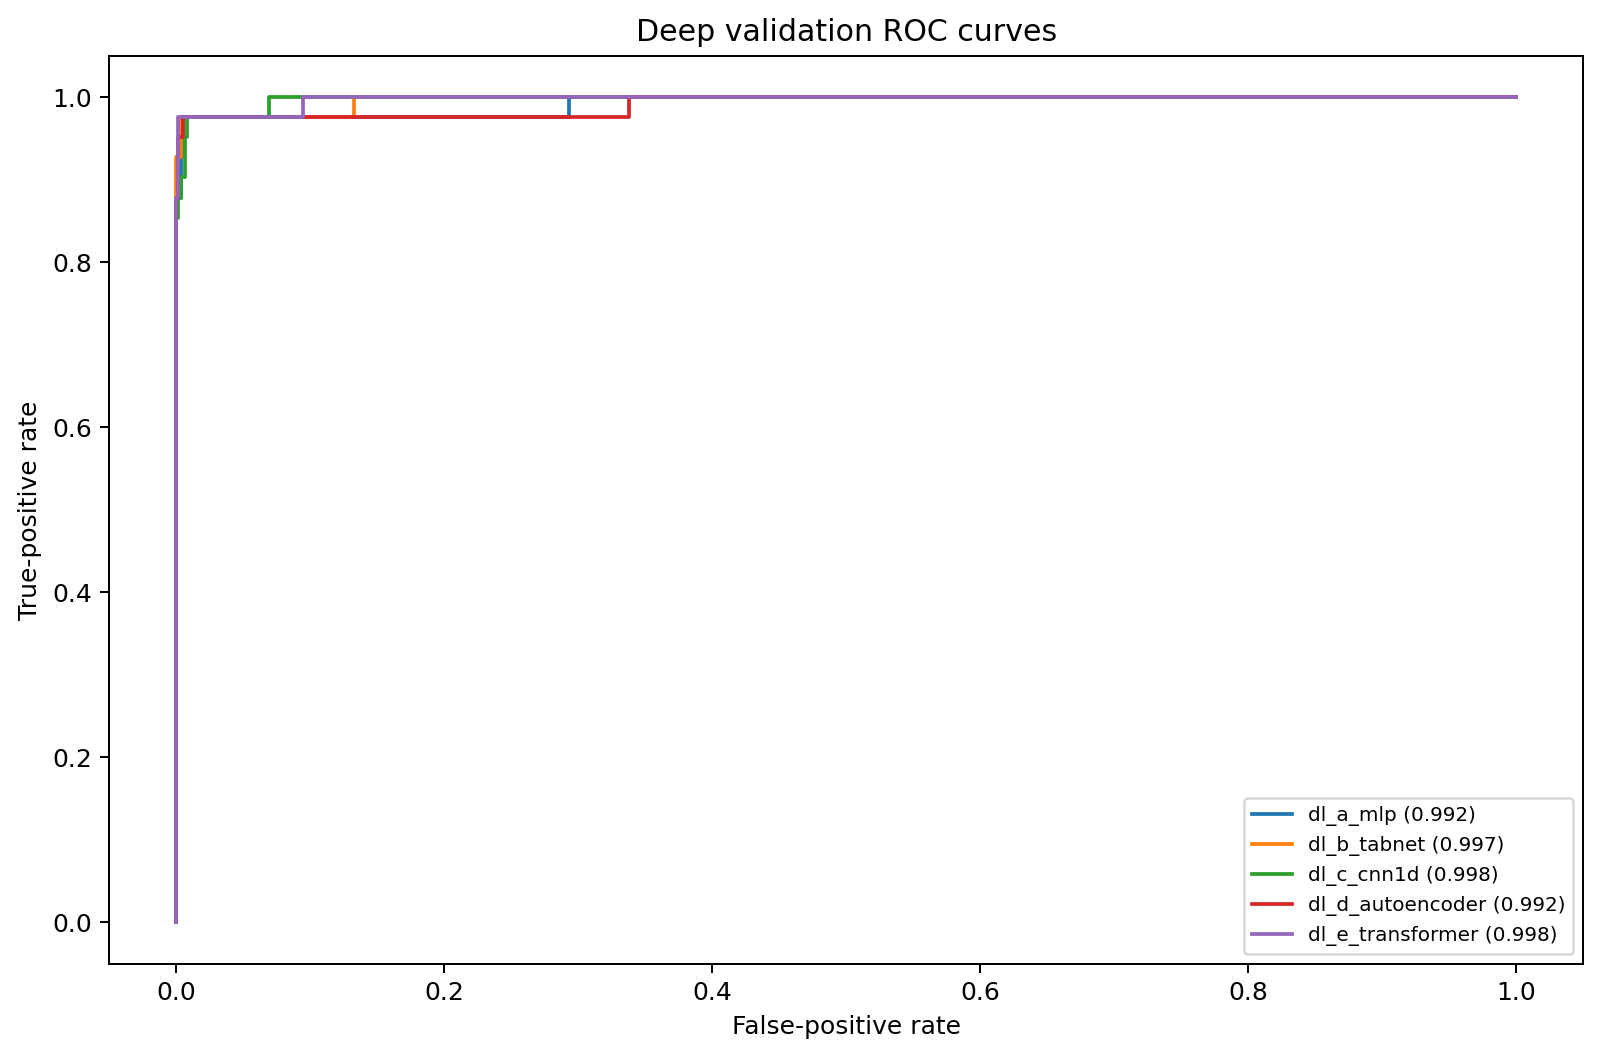 Deep validation ROC curves
True-positive rate
1.0
0.8
0.6
0.4
0.2
0.0
0.0 0.2 0.4 0.6 0.8 1.0
False-positive rate
dl_a_mlp (0.992)
dl_b_tabnet (0.997)
dl_c_cnn1d (0.998)
dl_d_autoencoder (0.992)
dl_e_transformer (0.998)